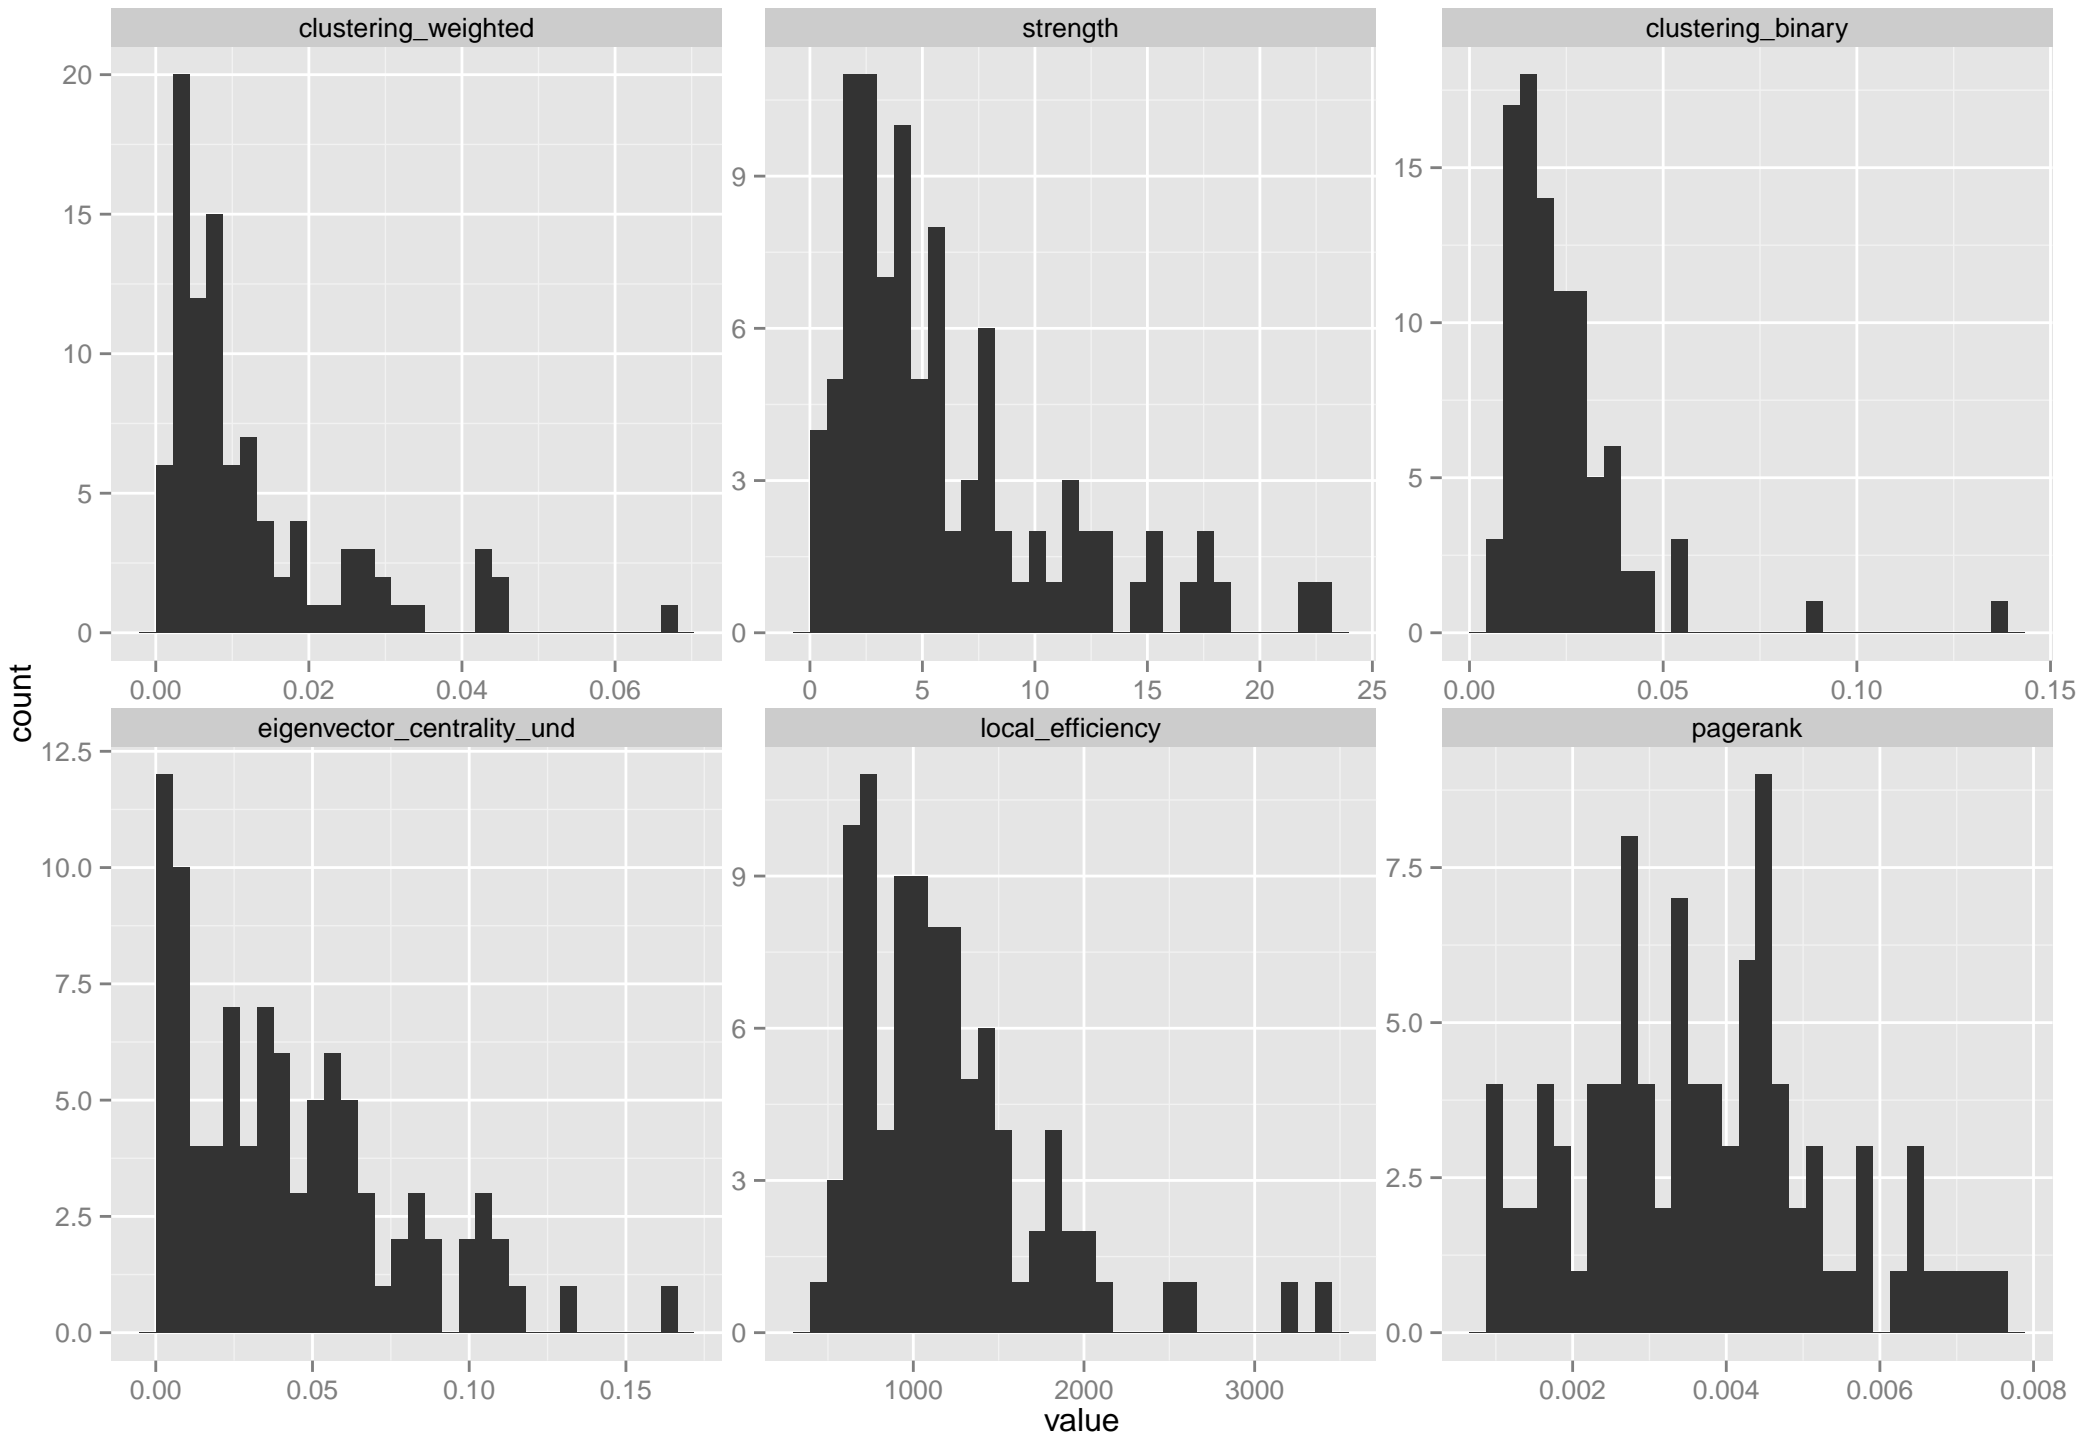 clustering_weighted
strength
clustering_binary
20
15
10
5
0
9
6
3
0
15
10
5
0
0.00 0.02 0.04 0.06
0 5 10 15 20 25
0.00 0.05 0.10 0.15
count
eigenvector_centrality_und
local_efficiency
pagerank
12.5
10.0
7.5
5.0
2.5
0.0
9
6
3
0
7.5
5.0
2.5
0.0
0.00 0.05 0.10 0.15
1000 2000 3000
0.002 0.004 0.006 0.008
value